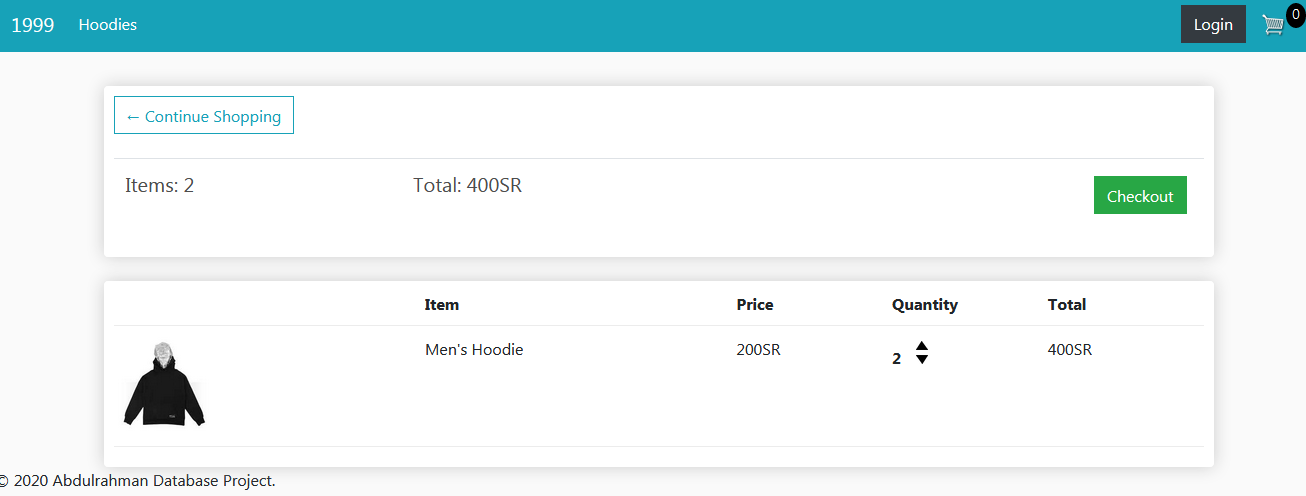 1999 Hoodies Login 0
← Continue Shopping
Items: 2 Total: 400SR Checkout
Item Price Quantity Total
Men's Hoodie 200SR 2 400SR
© 2020 Abdulrahman Database Project.